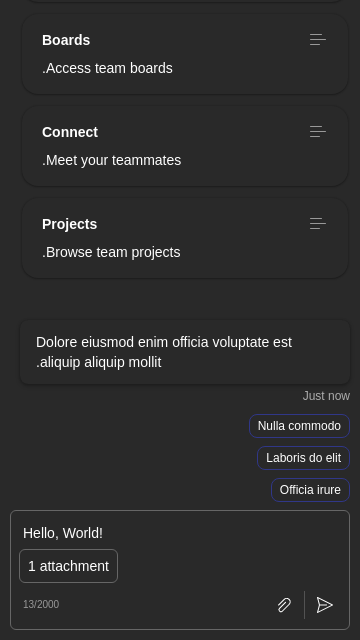 Boards
.Access team boards
Connect
.Meet your teammates
Projects
.Browse team projects
Dolore eiusmod enim officia voluptate est
.aliquip aliquip mollit
Just now
Nulla commodo
Laboris do elit
Officia irure
Hello, World!
1 attachment
13/2000